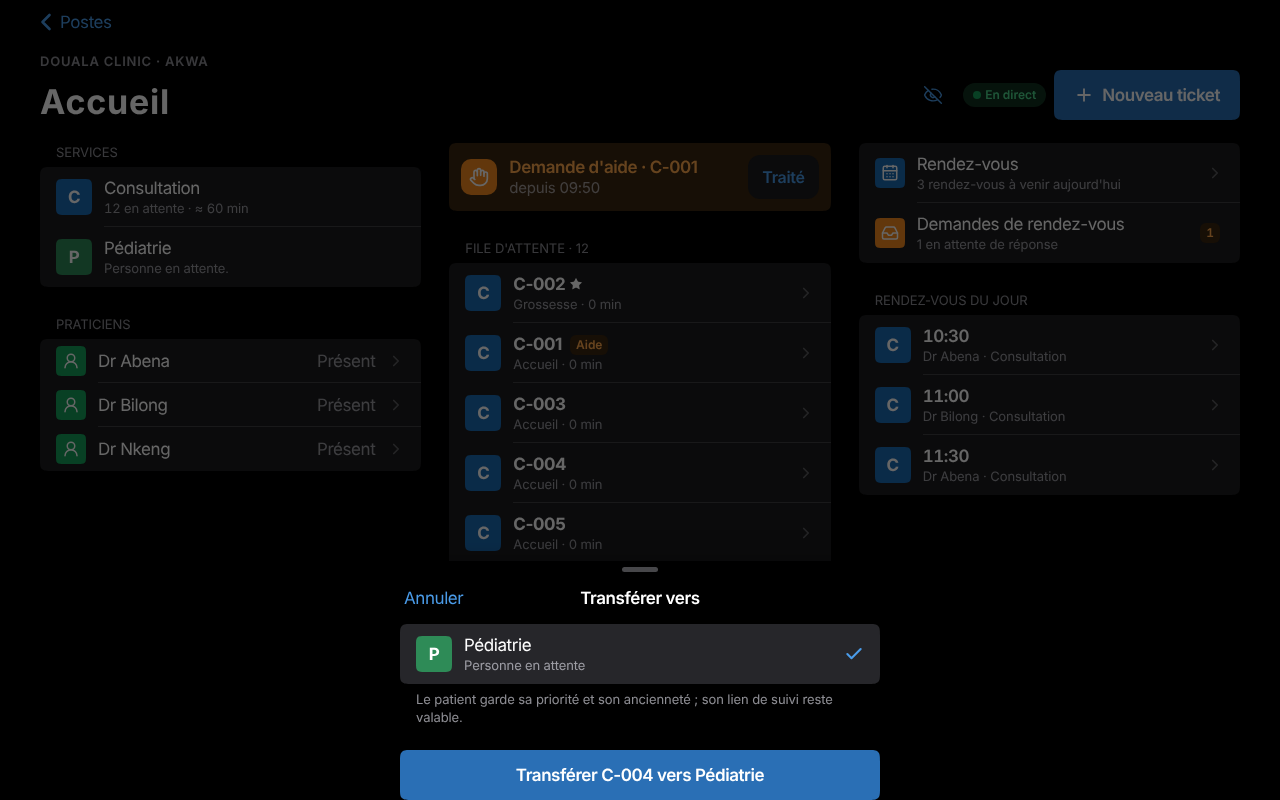 Postes
DOUALA CLINIC · AKWA
Accueil
En direct
Nouveau ticket
SERVICES
C
Consultation
12 en attente · ≈ 60 min
P
Pédiatrie
Personne en attente.
PRATICIENS
Dr Abena
Présent
Dr Bilong
Présent
Dr Nkeng
Présent
Demande d'aide · C-001
depuis 09:50
Traité
FILE D'ATTENTE · 12
C
C-002
Grossesse · 0 min
C
C-001
Aide
Accueil · 0 min
C
C-003
Accueil · 0 min
C
C-004
Accueil · 0 min
C
C-005
Accueil · 0 min
Rendez-vous
3 rendez-vous à venir aujourd'hui
Demandes de rendez-vous
1 en attente de réponse
1
RENDEZ-VOUS DU JOUR
C
10:30
Dr Abena · Consultation
C
11:00
Dr Bilong · Consultation
C
11:30
Dr Abena · Consultation
Annuler
Transférer vers
P
Pédiatrie
Personne en attente
Le patient garde sa priorité et son ancienneté ; son lien de suivi reste
valable.
Transférer C-004 vers Pédiatrie